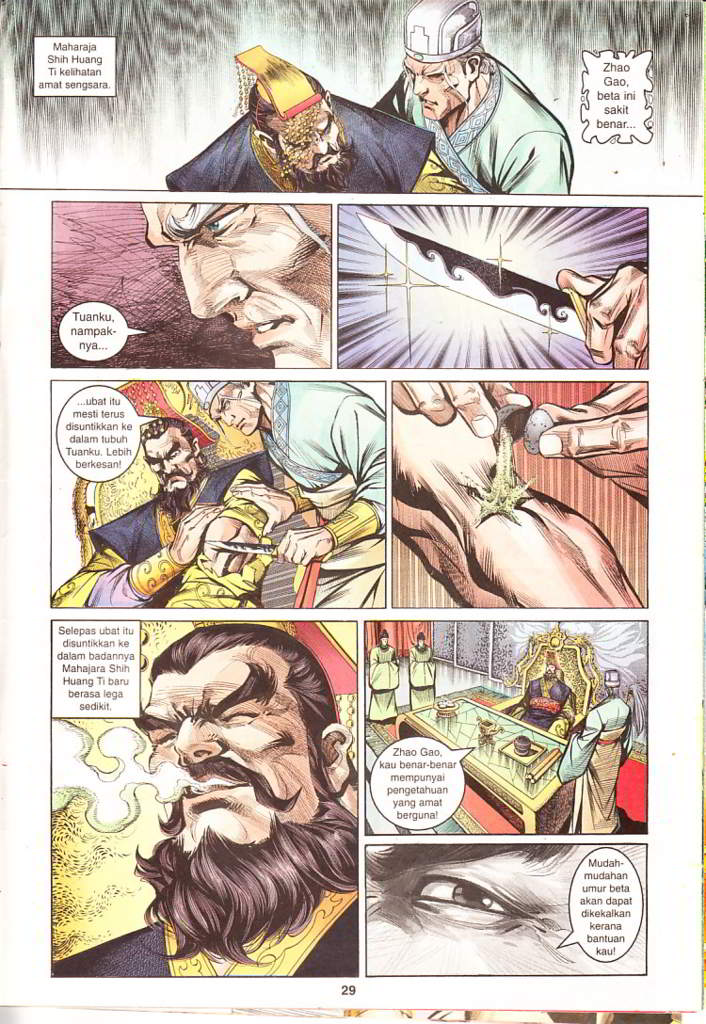 Maharaja
Shih Huang
Ti kelihatan
amat sengsara.
Zhao
Gao,
beta ini
sakit
benar...
Tuanku,
nampak-
nya...
...ubat itu
mesti terus
disuntikkan ke
dalam tubuh
Tuanku. Lebih
berkesan!
Selepas ubat itu
disuntikkan ke
dalam badannya
Mahajara Shih
Huang Ti baru
berasa lega
sedikit.
Zhao Gao,
kau benar-benar
mempunyai
pengetahuan
yang amat
berguna!
Mudah-
mudahan
umur beta
akan dapat
dikekalkan
kerana
bantuan
kau!
29